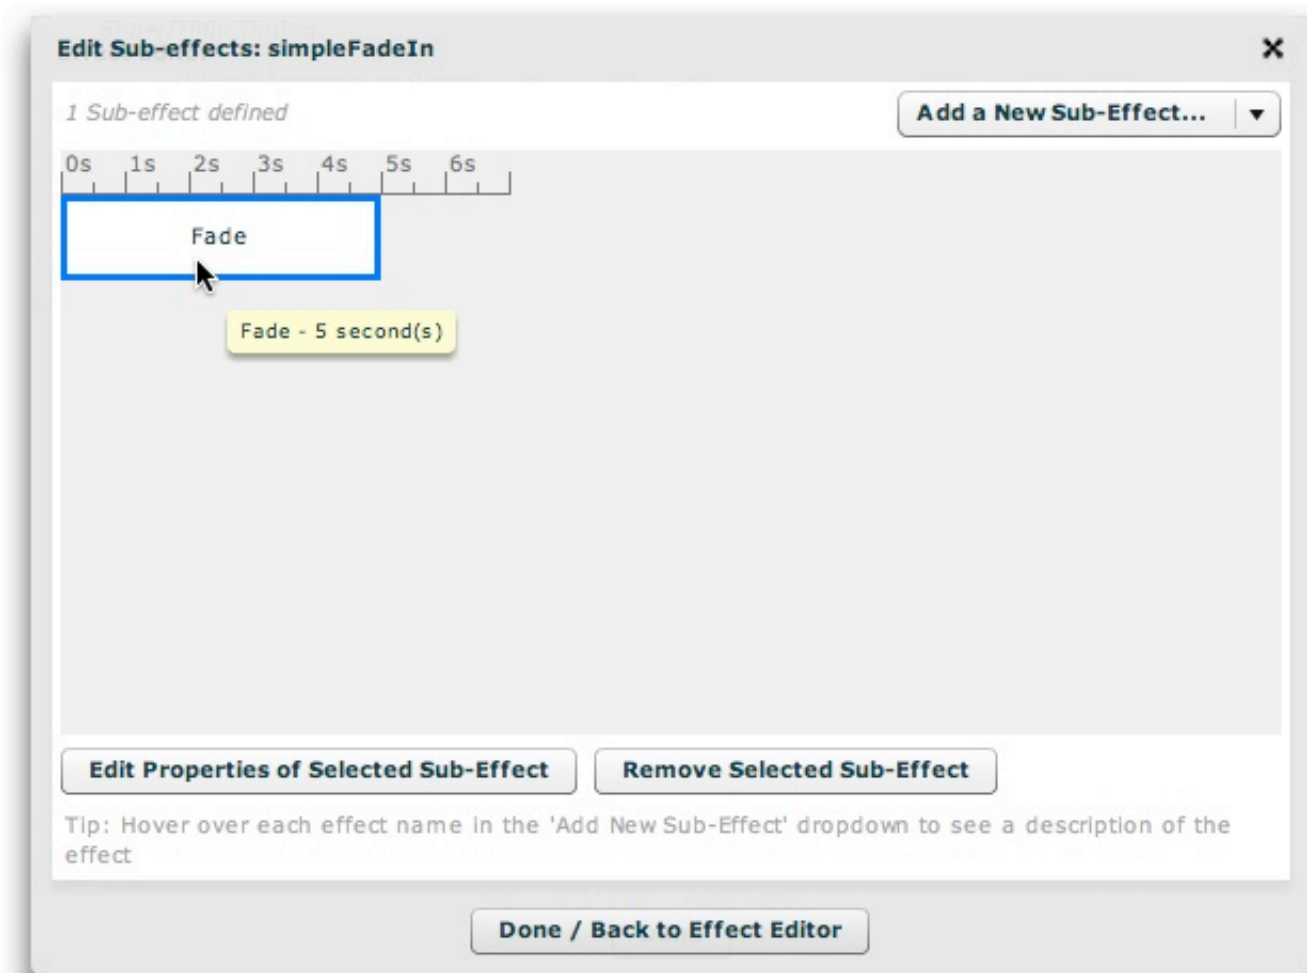 Edit Sub-effects: simpleFadeIn
1 Sub-effect defined
Add a New Sub-Effect...
0s 1s 2s 3s 4s 5s 6s
Fade
Fade - 5 second(s)
Edit Properties of Selected Sub-Effect
Remove Selected Sub-Effect
Tip: Hover over each effect name in the 'Add New Sub-Effect' dropdown to see a description of the
effect
Done / Back to Effect Editor